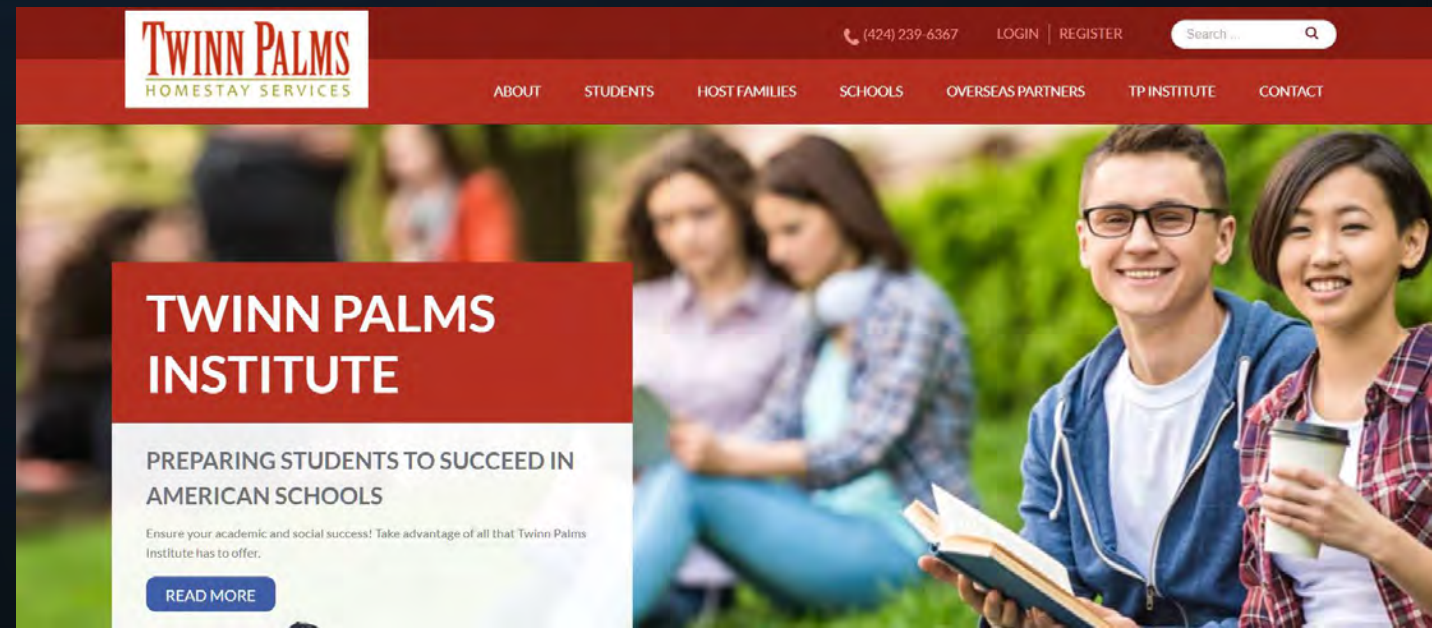 TWINN PALMS
HOMESTAY SERVICES
(424) 239-6367 LOGIN | REGISTER Search ...
ABOUT STUDENTS HOST FAMILIES SCHOOLS OVERSEAS PARTNERS TP INSTITUTE CONTACT
TWINN PALMS
INSTITUTE
PREPARING STUDENTS TO SUCCEED IN
AMERICAN SCHOOLS
Ensure your academic and social success! Take advantage of all that Twinn Palms
Institute has to offer.
READ MORE